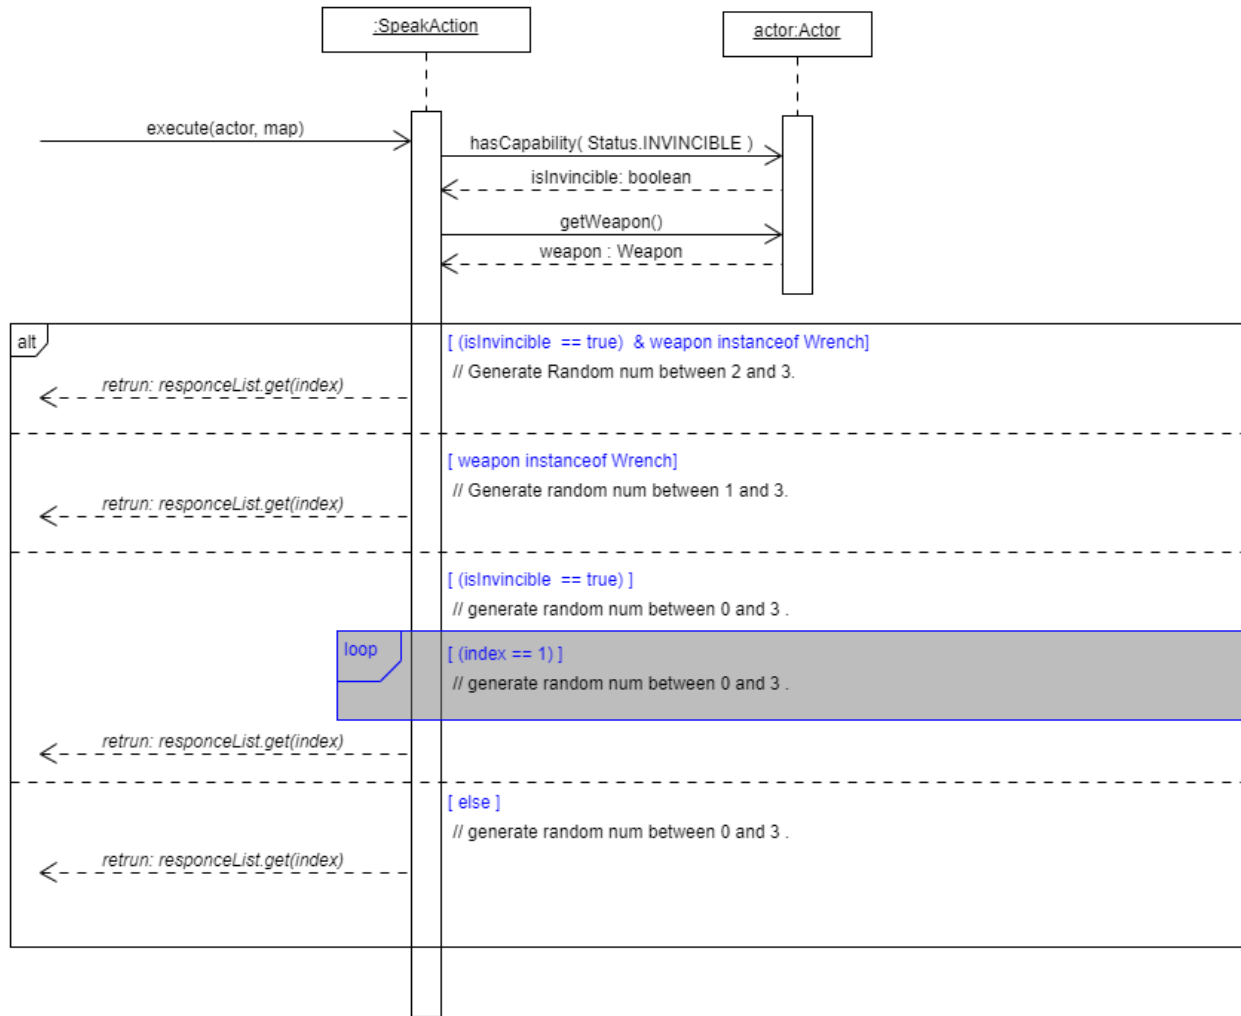 :SpeakAction
actor:Actor
execute(actor, map)
hasCapability( Status.INVINCIBLE )
isInvincible: boolean
getWeapon()
weapon : Weapon
alt
[ (isInvincible == true) & weapon instanceof Wrench]
// Generate Random num between 2 and 3.
retrun: responceList.get(index)
[ weapon instanceof Wrench]
// Generate random num between 1 and 3.
retrun: responceList.get(index)
[ (isInvincible == true) ]
// generate random num between 0 and 3 .
loop
[ (index == 1) ]
// generate random num between 0 and 3 .
retrun: responceList.get(index)
[ else ]
// generate random num between 0 and 3 .
retrun: responceList.get(index)